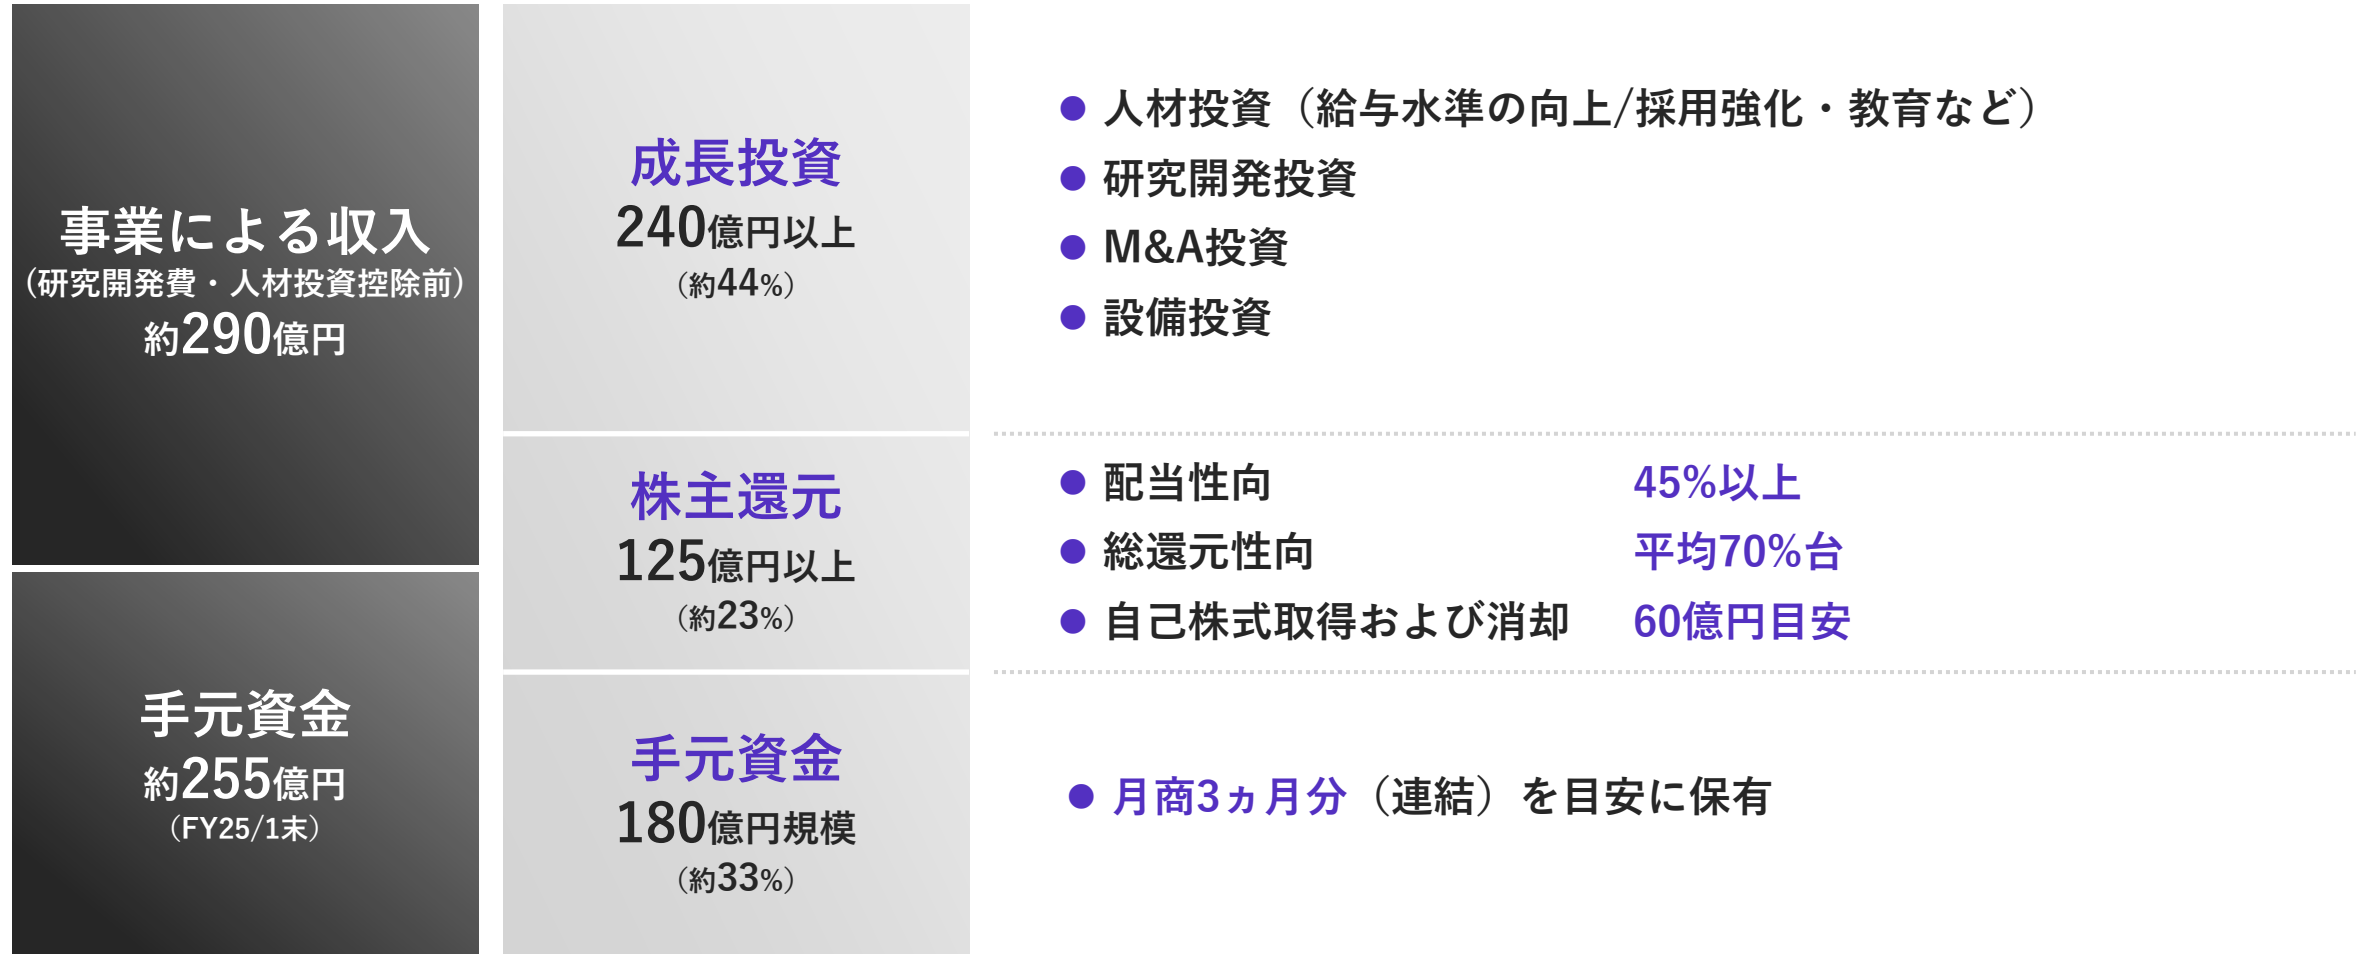 事業による収入
(研究開発費・人材投資控除前)
約290億円
手元資金
約255億円
（FY25/1末）
成長投資
240億円以上
（約44%）
● 人材投資（給与水準の向上/採用強化・教育など）
● 研究開発投資
● M&A投資
● 設備投資
株主還元
125億円以上
（約23%）
● 配当性向 45%以上
● 総還元性向 平均70%台
● 自己株式取得および消却 60億円目安
手元資金
180億円規模
（約33%）
● 月商3ヵ月分（連結）を目安に保有